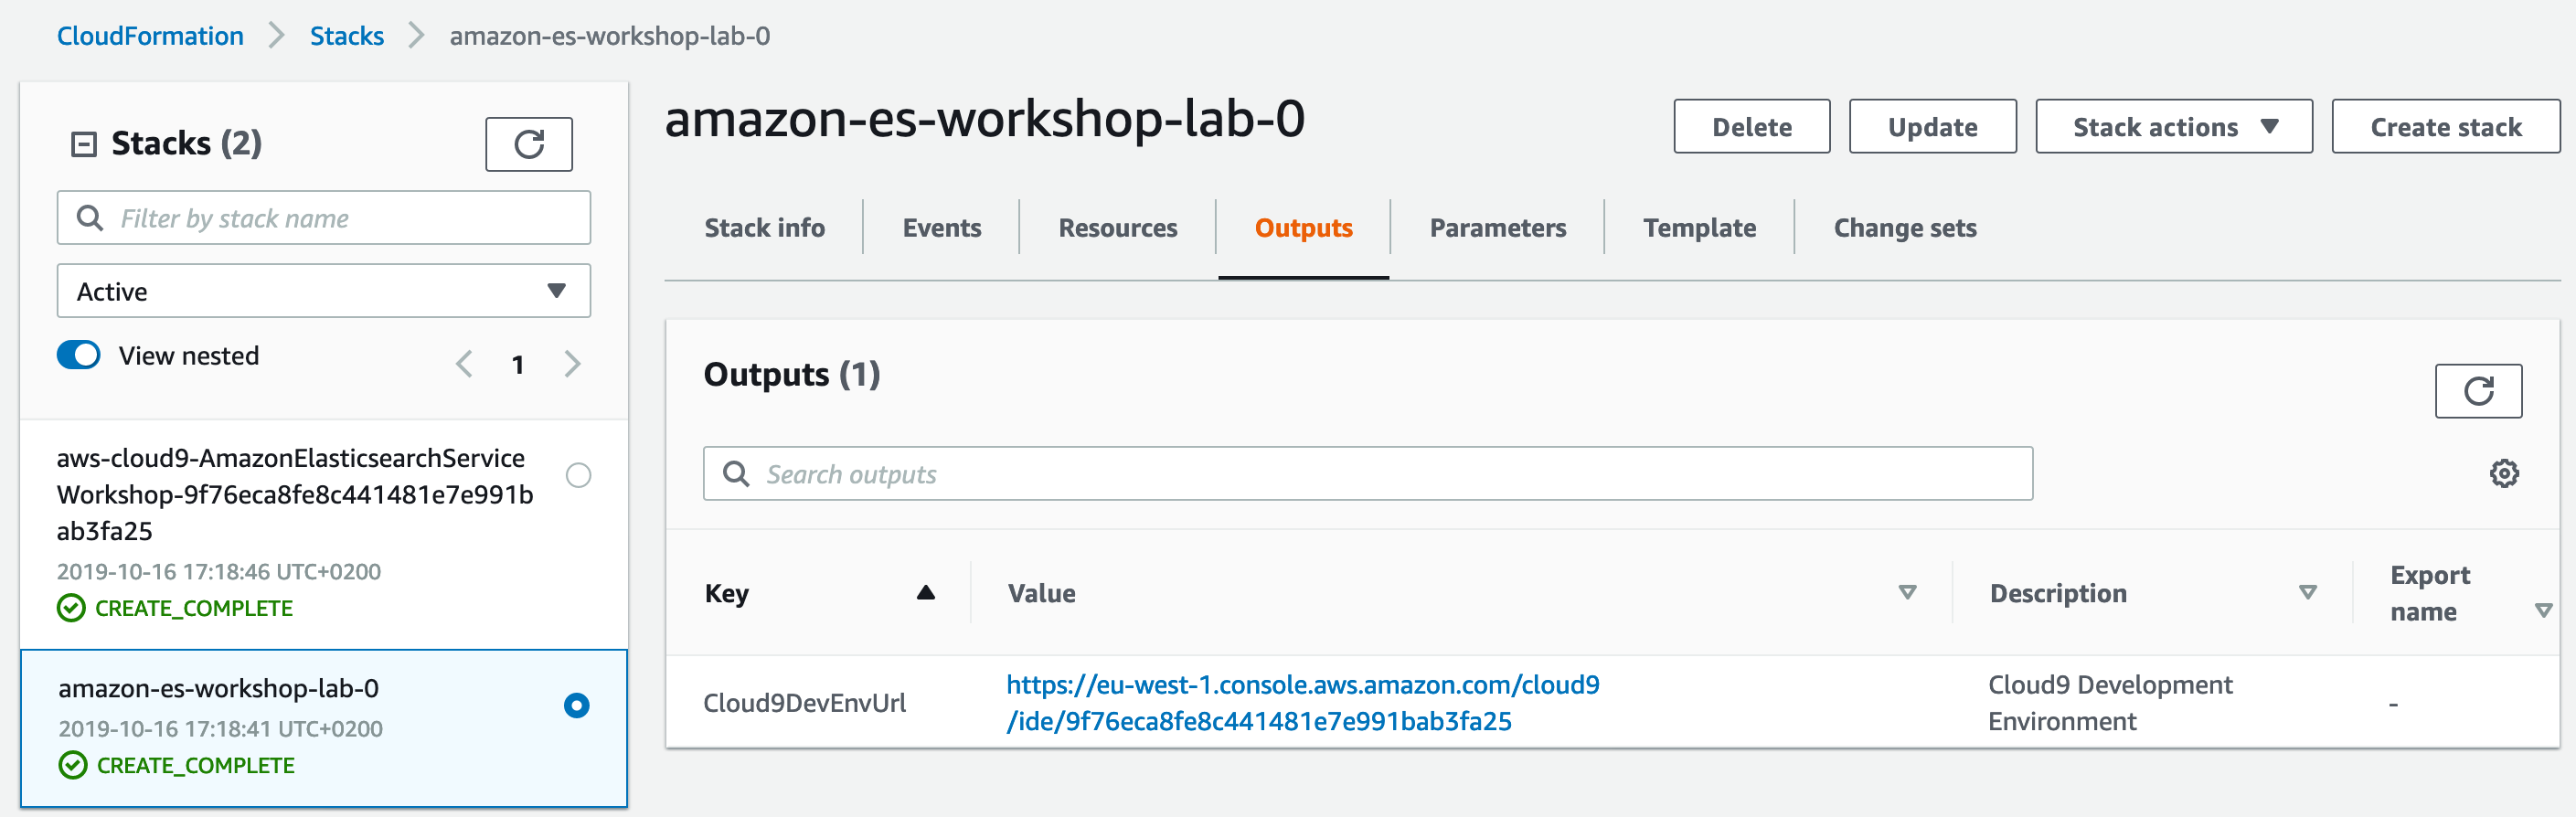 CloudFormation > Stacks > amazon-es-workshop-lab-0
Stacks (2)
Filter by stack name
Active
View nested
1
aws-cloud9-AmazonElasticsearchService
Workshop-9f76eca8fe8c441481e7e991b
ab3fa25
2019-10-16 17:18:46 UTC+0200
CREATE_COMPLETE
amazon-es-workshop-lab-0
2019-10-16 17:18:41 UTC+0200
CREATE_COMPLETE
amazon-es-workshop-lab-0
Delete Update Stack actions Create stack
Stack info Events Resources Outputs Parameters Template Change sets
Outputs (1)
Search outputs
Key Value Description Export name
Cloud9DevEnvUrl
https://eu-west-1.console.aws.amazon.com/cloud9
/ide/9f76eca8fe8c441481e7e991bab3fa25
Cloud9 Development
Environment
-